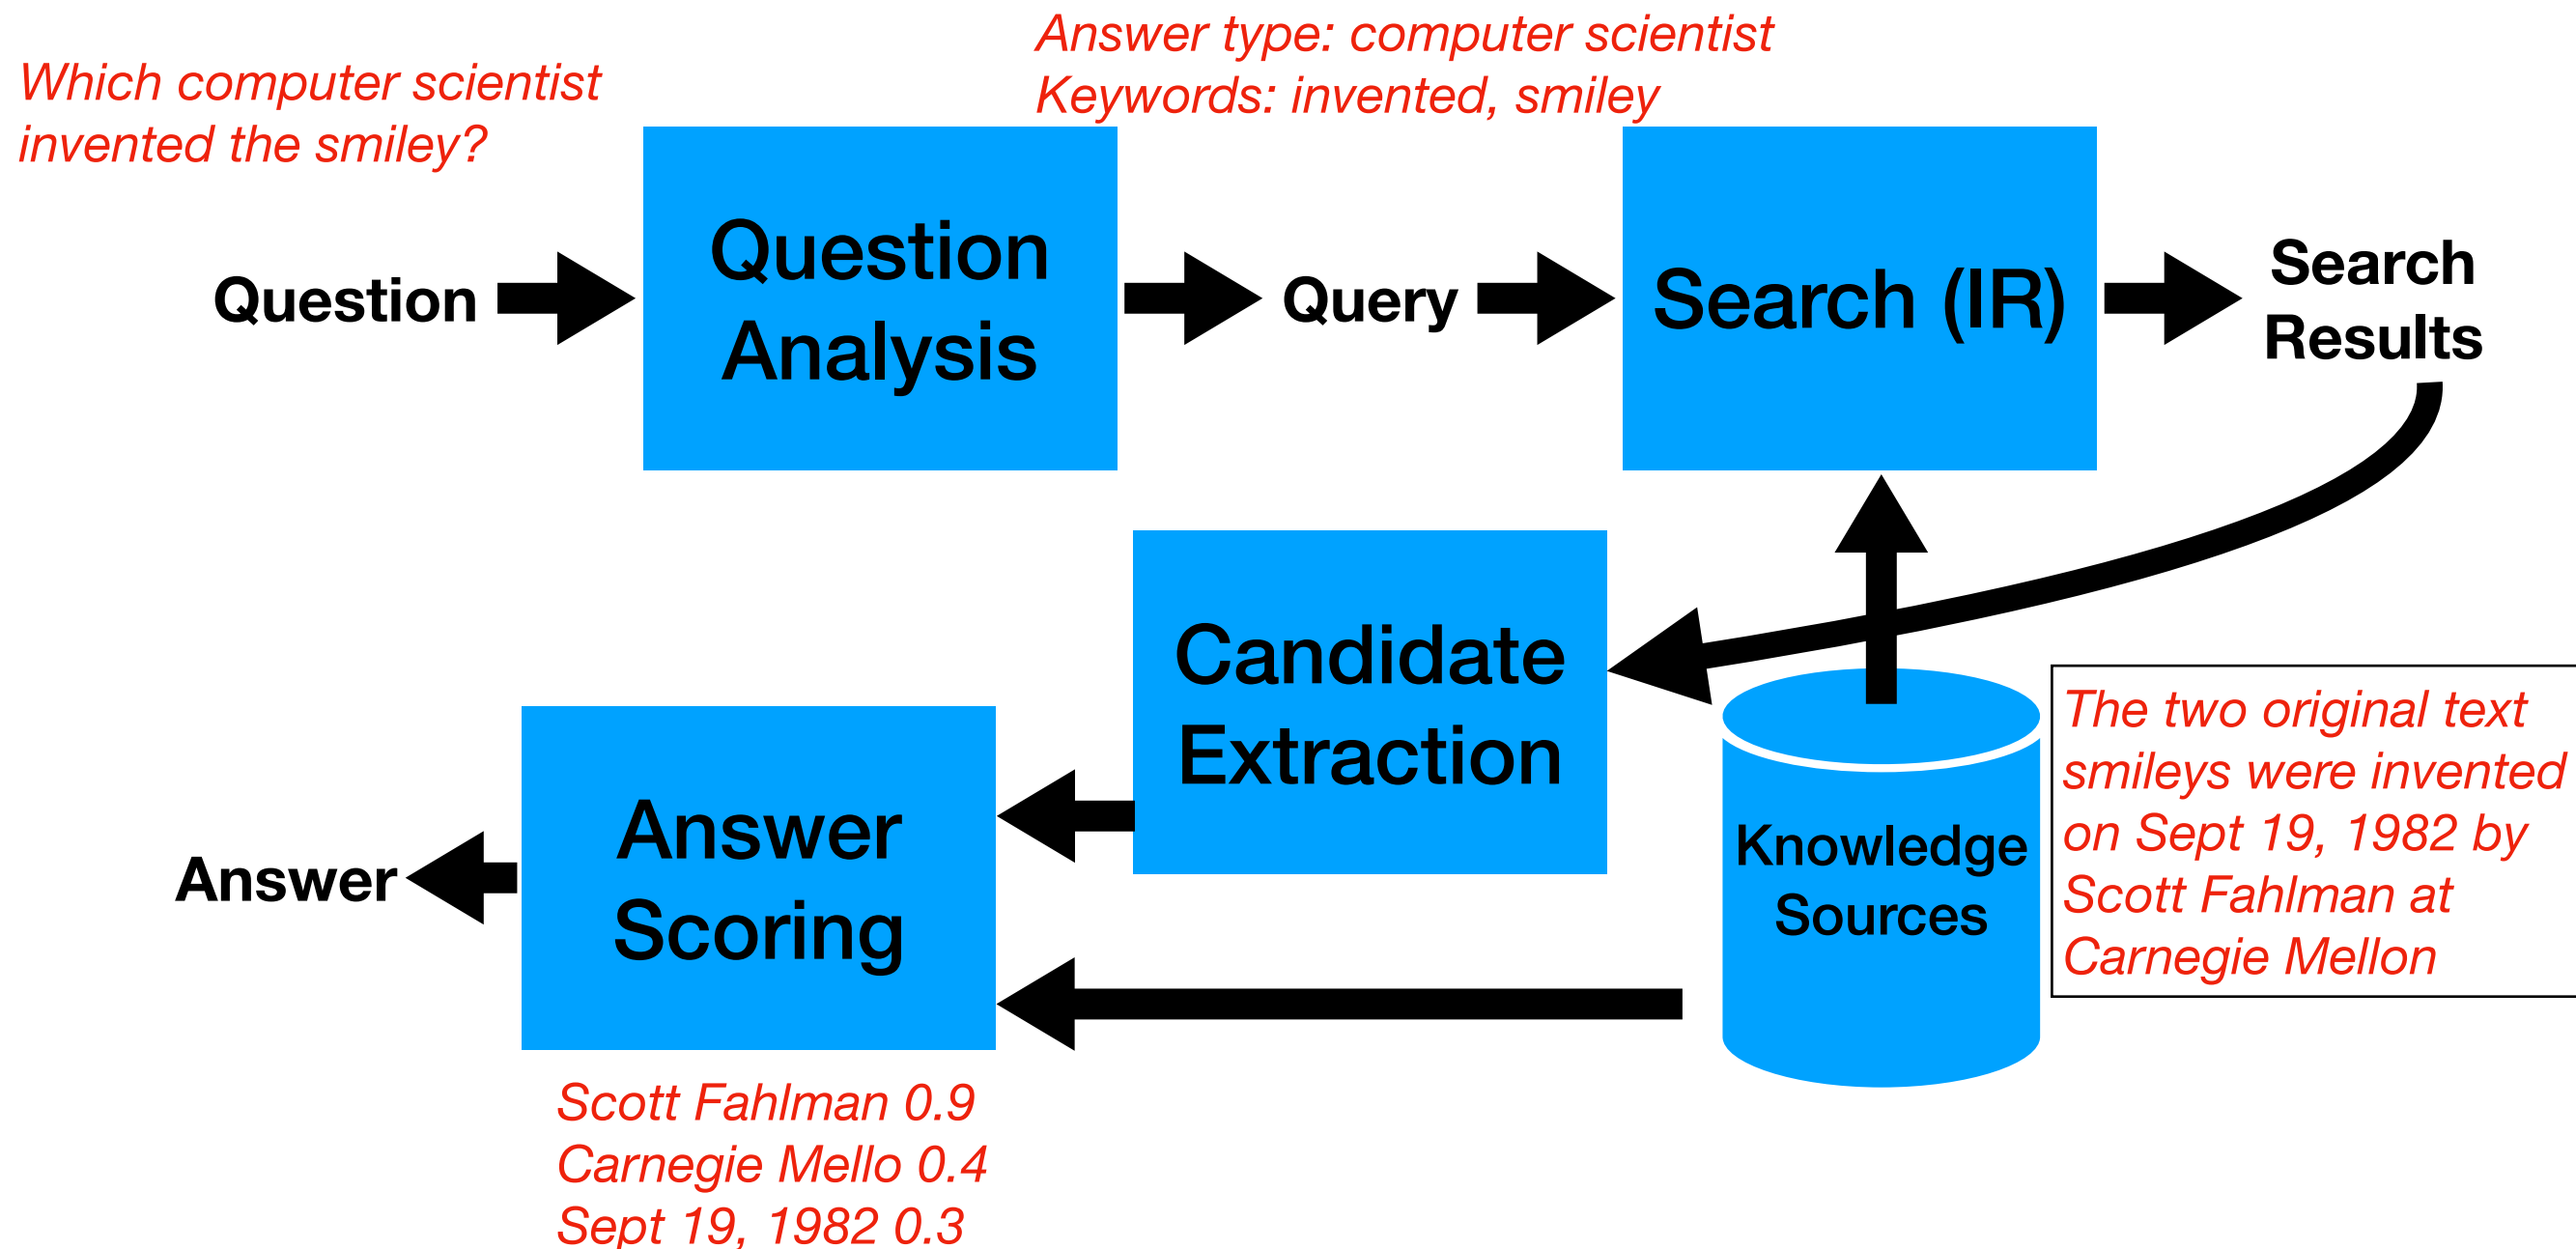 Which computer scientist
invented the smiley?
Answer type: computer scientist
Keywords: invented, smiley
Question
Question
Analysis
Query
Search (IR)
Search
Results
Candidate
Extraction
Knowledge
Sources
The two original text
smileys were invented
on Sept 19, 1982 by
Scott Fahlman at
Carnegie Mellon
Answer
Scoring
Answer
Scott Fahlman 0.9
Carnegie Mello 0.4
Sept 19, 1982 0.3